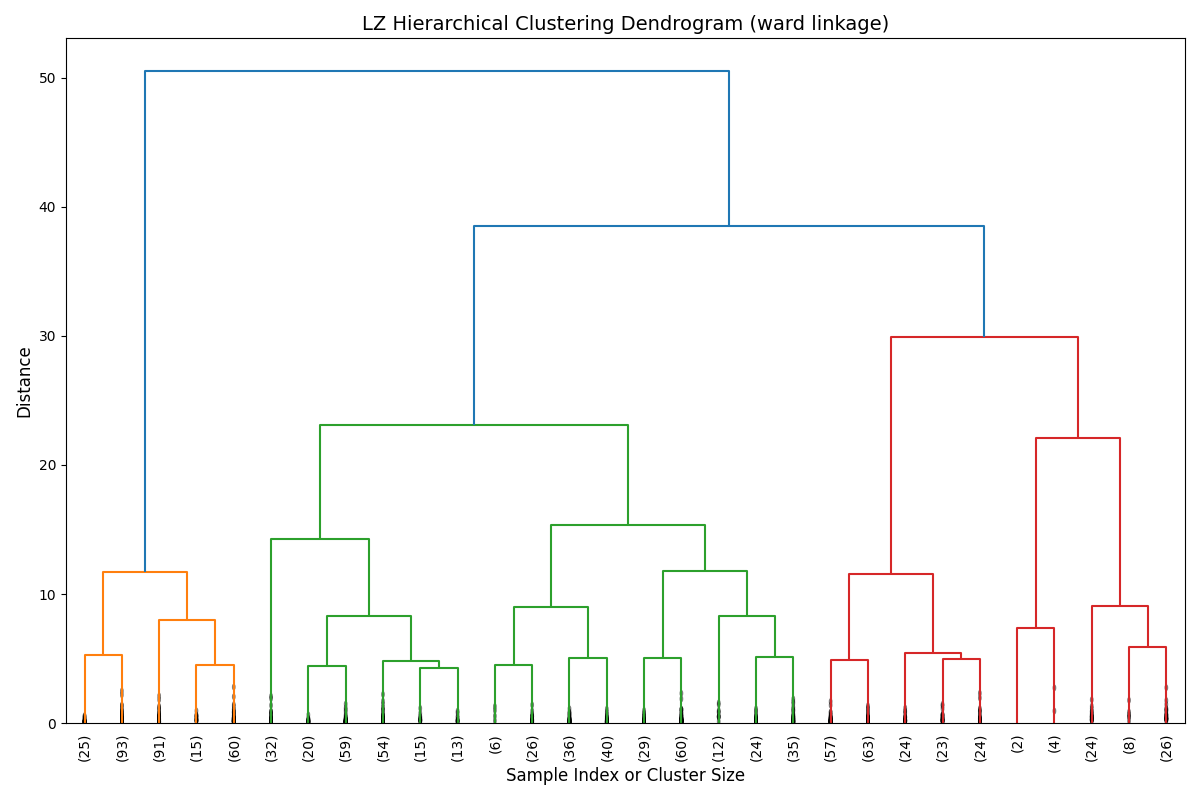 LZ Hierarchical Clustering Dendrogram (ward linkage)
Distance
50
40
30
20
10
0
(25) (93) (91) (15) (60) (32) (20) (59) (54) (15) (13) (6) (26) (36) (40) (29) (60) (12) (24) (35) (57) (63) (24) (23) (24) (2) (4) (24) (8) (26)
Sample Index or Cluster Size